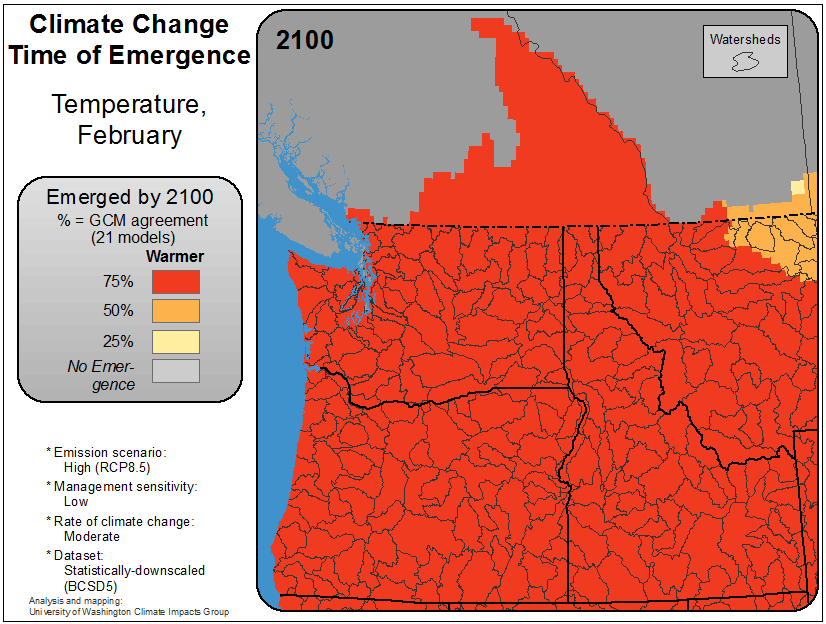 Climate Change
Time of Emergence
Temperature,
February
Emerged by 2100
% = GCM agreement
(21 models)
Warmer
75%
50%
25%
No Emer-
gence
* Emission scenario:
High (RCP8.5)
* Management sensitivity:
Low
* Rate of climate change:
Moderate
* Dataset:
Statistically-downscaled
(BCSD5)
Analysis and mapping:
University of Washington Climate Impacts Group
2100
Watersheds